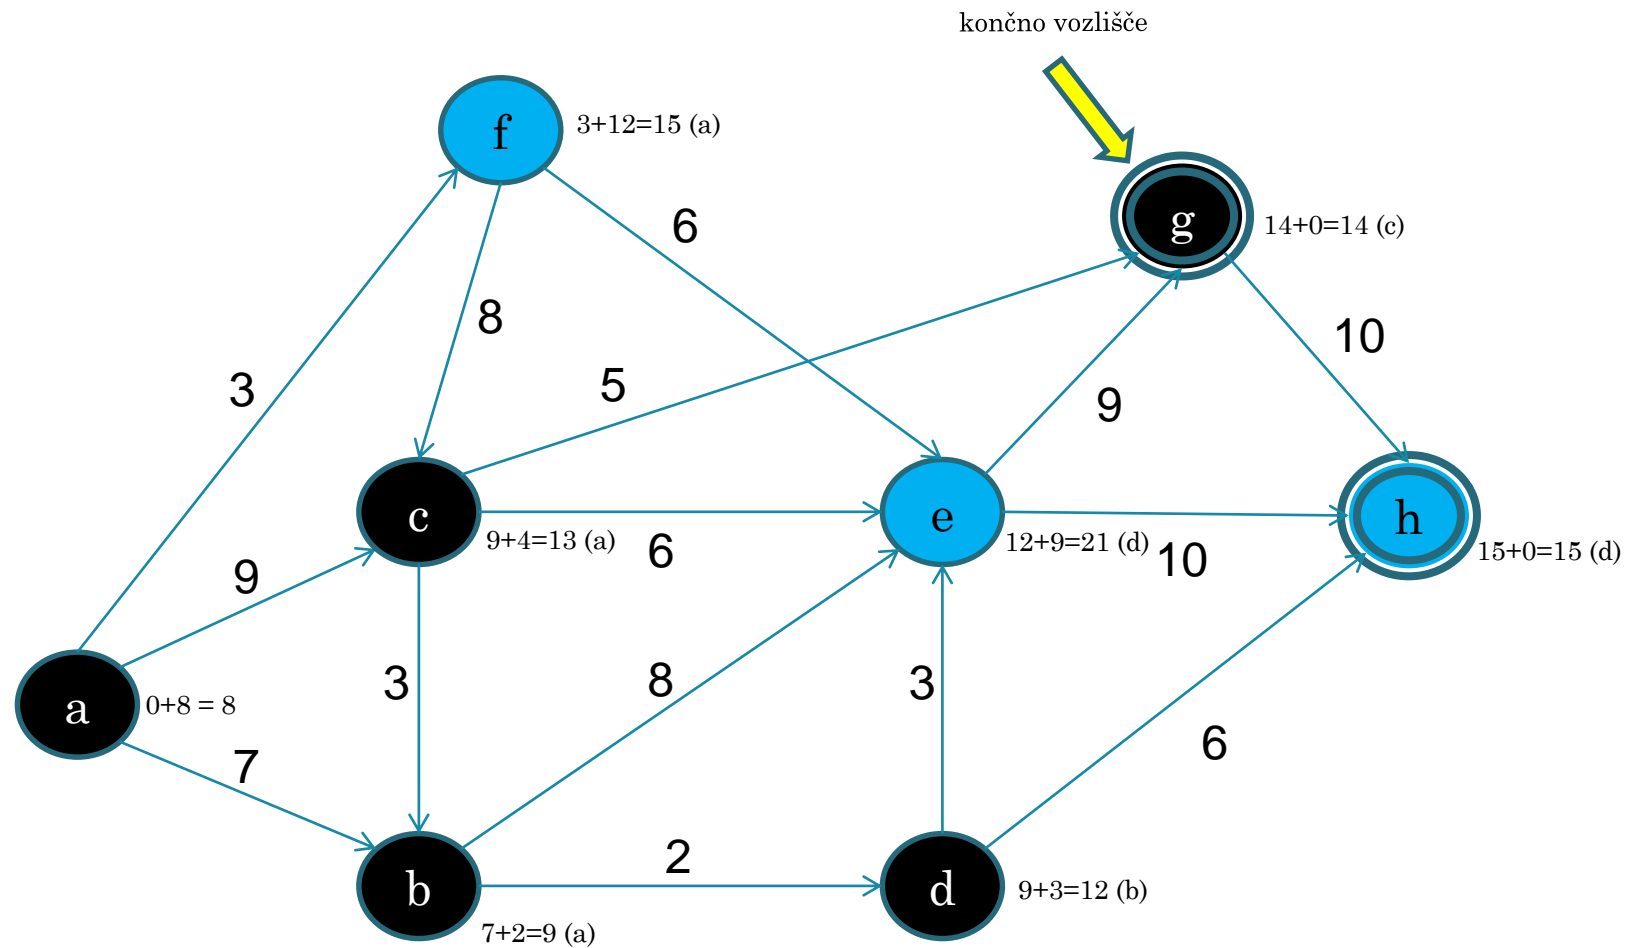 končno vozlišče
f
3+12=15 (a)
g
14+0=14 (c)
6
8
10
3
5
9
c
9+4=13 (a)
e
12+9=21 (d)
h
15+0=15 (d)
6
10
9
3
8
3
6
a
0+8 = 8
7
2
b
7+2=9 (a)
d
9+3=12 (b)